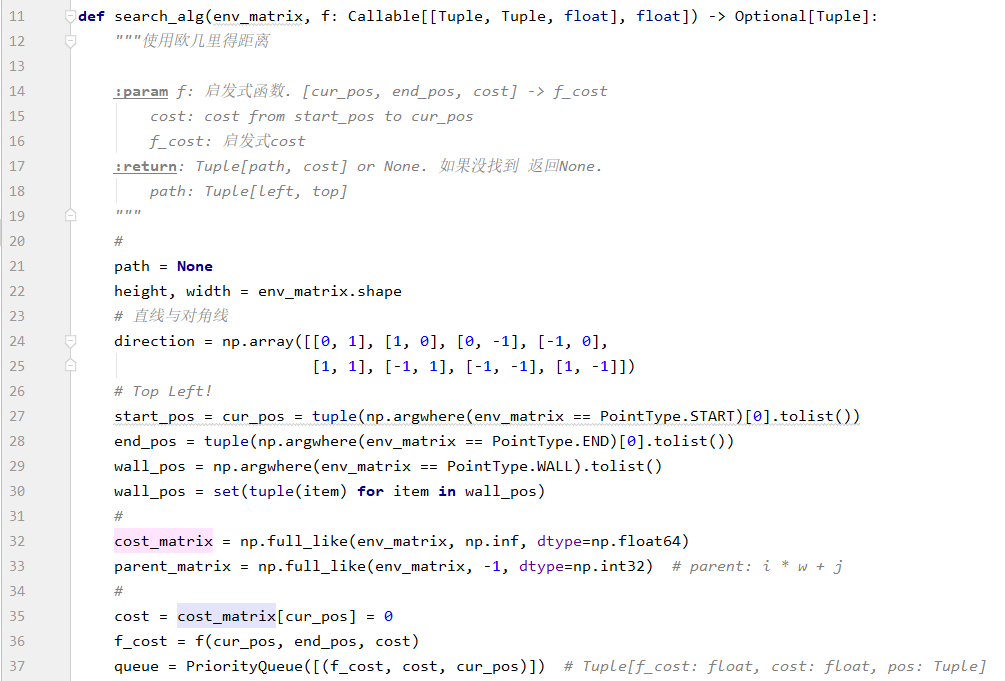 11 def search_alg(env_matrix, f: Callable[[Tuple, Tuple, float], float]) -> Optional[Tuple]:
12 """使用欧几里得距离
13
14 :param f: 启发式函数. [cur_pos, end_pos, cost] -> f_cost
15 cost: cost from start_pos to cur_pos
16 f_cost: 启发式cost
17 :return: Tuple[path, cost] or None. 如果没找到 返回None.
18 path: Tuple[left, top]
19 """
20 #
21 path = None
22 height, width = env_matrix.shape
23 # 直线与对角线
24 direction = np.array([[0, 1], [1, 0], [0, -1], [-1, 0],
25 [1, 1], [-1, 1], [-1, -1], [1, -1]])
26 # Top Left!
27 start_pos = cur_pos = tuple(np.argwhere(env_matrix == PointType.START)[0].tolist())
28 end_pos = tuple(np.argwhere(env_matrix == PointType.END)[0].tolist())
29 wall_pos = np.argwhere(env_matrix == PointType.WALL).tolist()
30 wall_pos = set(tuple(item) for item in wall_pos)
31 #
32 cost_matrix = np.full_like(env_matrix, np.inf, dtype=np.float64)
33 parent_matrix = np.full_like(env_matrix, -1, dtype=np.int32)  # parent: i * w + j
34 #
35 cost = cost_matrix[cur_pos] = 0
36 f_cost = f(cur_pos, end_pos, cost)
37 queue = PriorityQueue([(f_cost, cost, cur_pos)])  # Tuple[f_cost: float, cost: float, pos: Tuple]